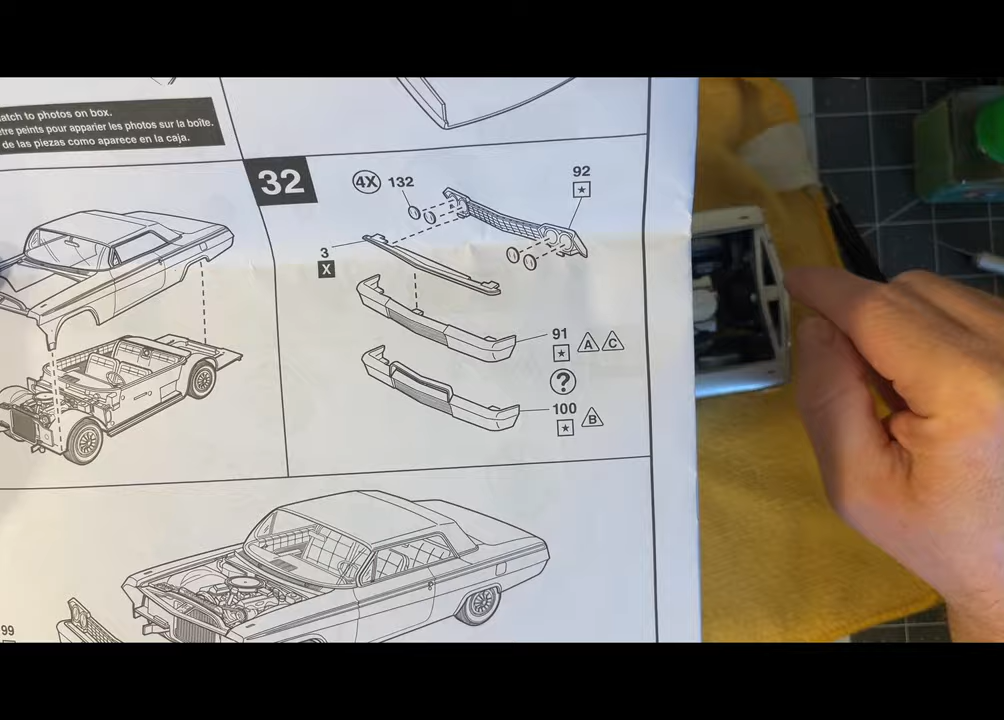 atch to photos on box.
être peints pour apparier les photos sur la boîte.
de las piezas como aparece en la caja.
32
4X 132
92
3
X
91
A C
?
100
B
99